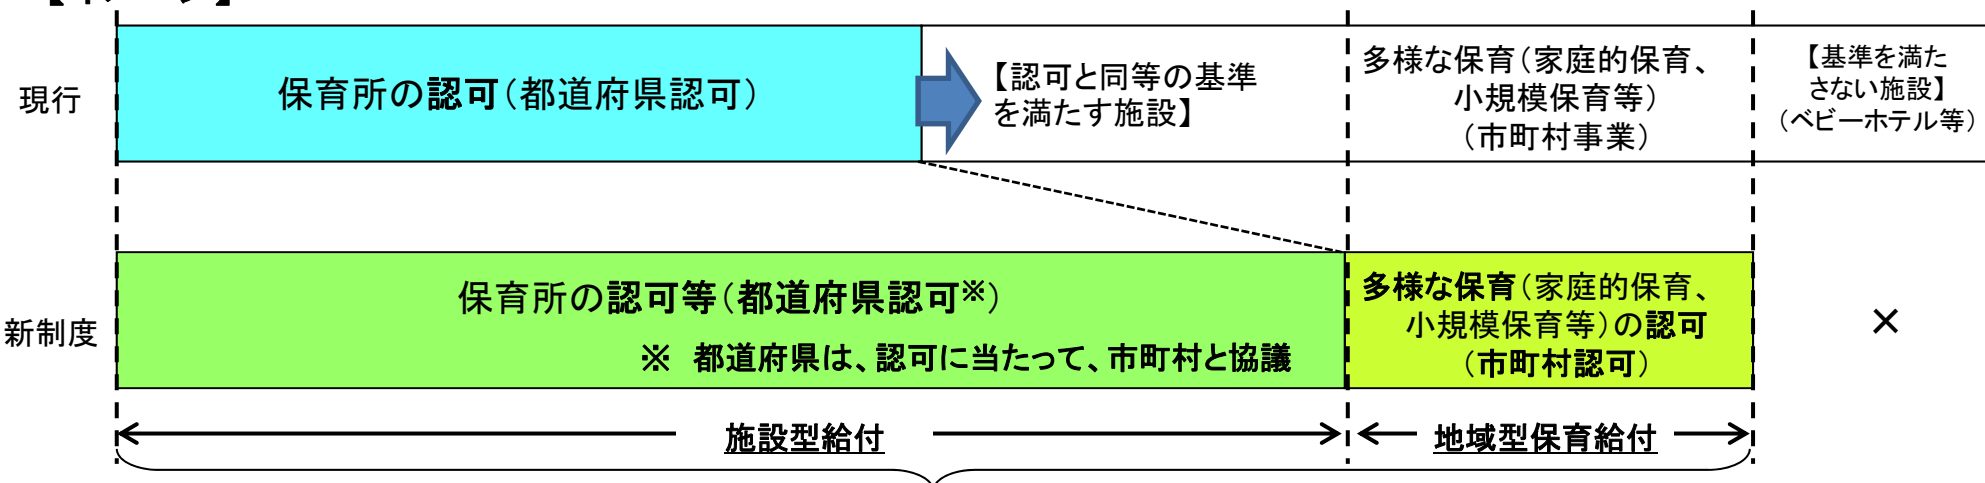 現行
保育所の認可（都道府県認可）
【認可と同等の基準
を満たす施設】
多様な保育（家庭的保育、
小規模保育等）
（市町村事業）
【基準を満た
さない施設】
（ベビーホテル等）
新制度
保育所の認可等（都道府県認可※）
※ 都道府県は、認可に当たって、市町村と協議
多様な保育（家庭的保育、
小規模保育等）の認可
（市町村認可）
×
施設型給付
地域型保育給付